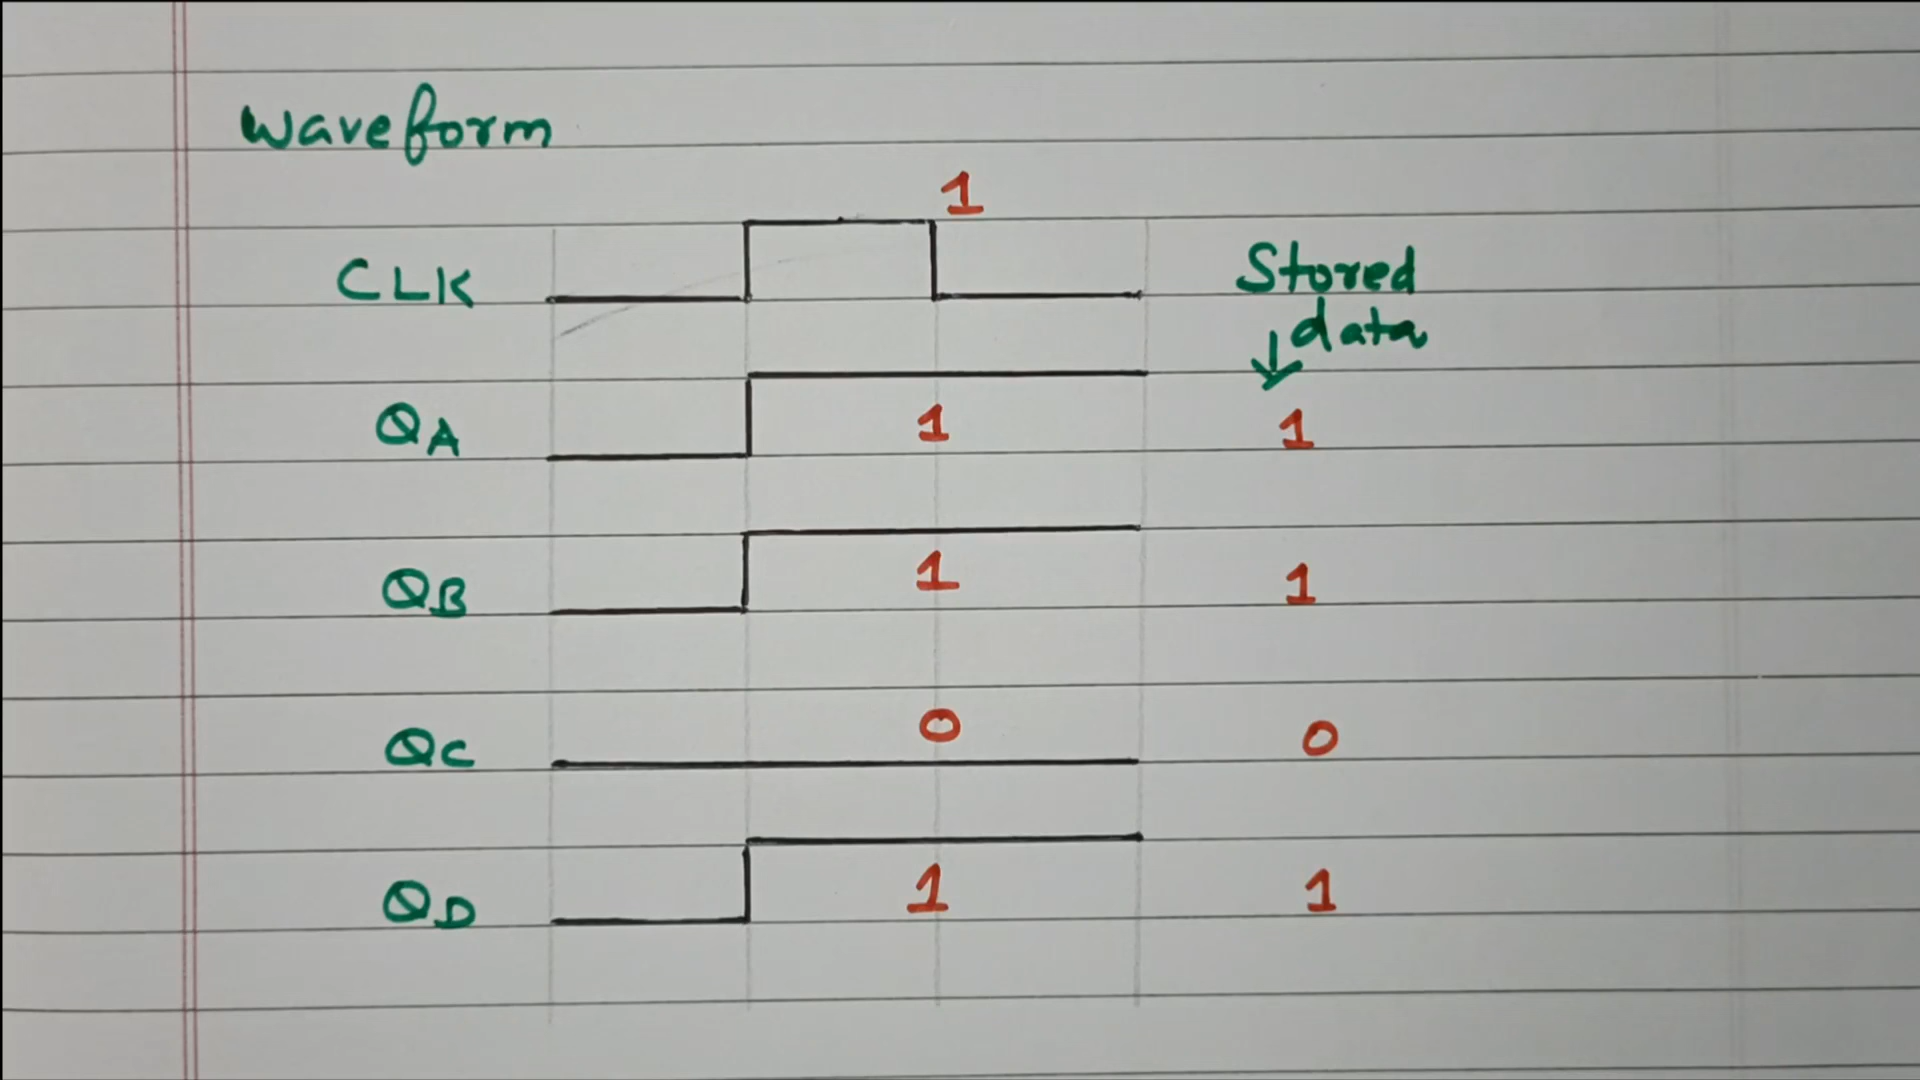 Waveform
1
CLK
Stored
data
QA 1 1
QB 1 1
QC 0 0
QD 1 1